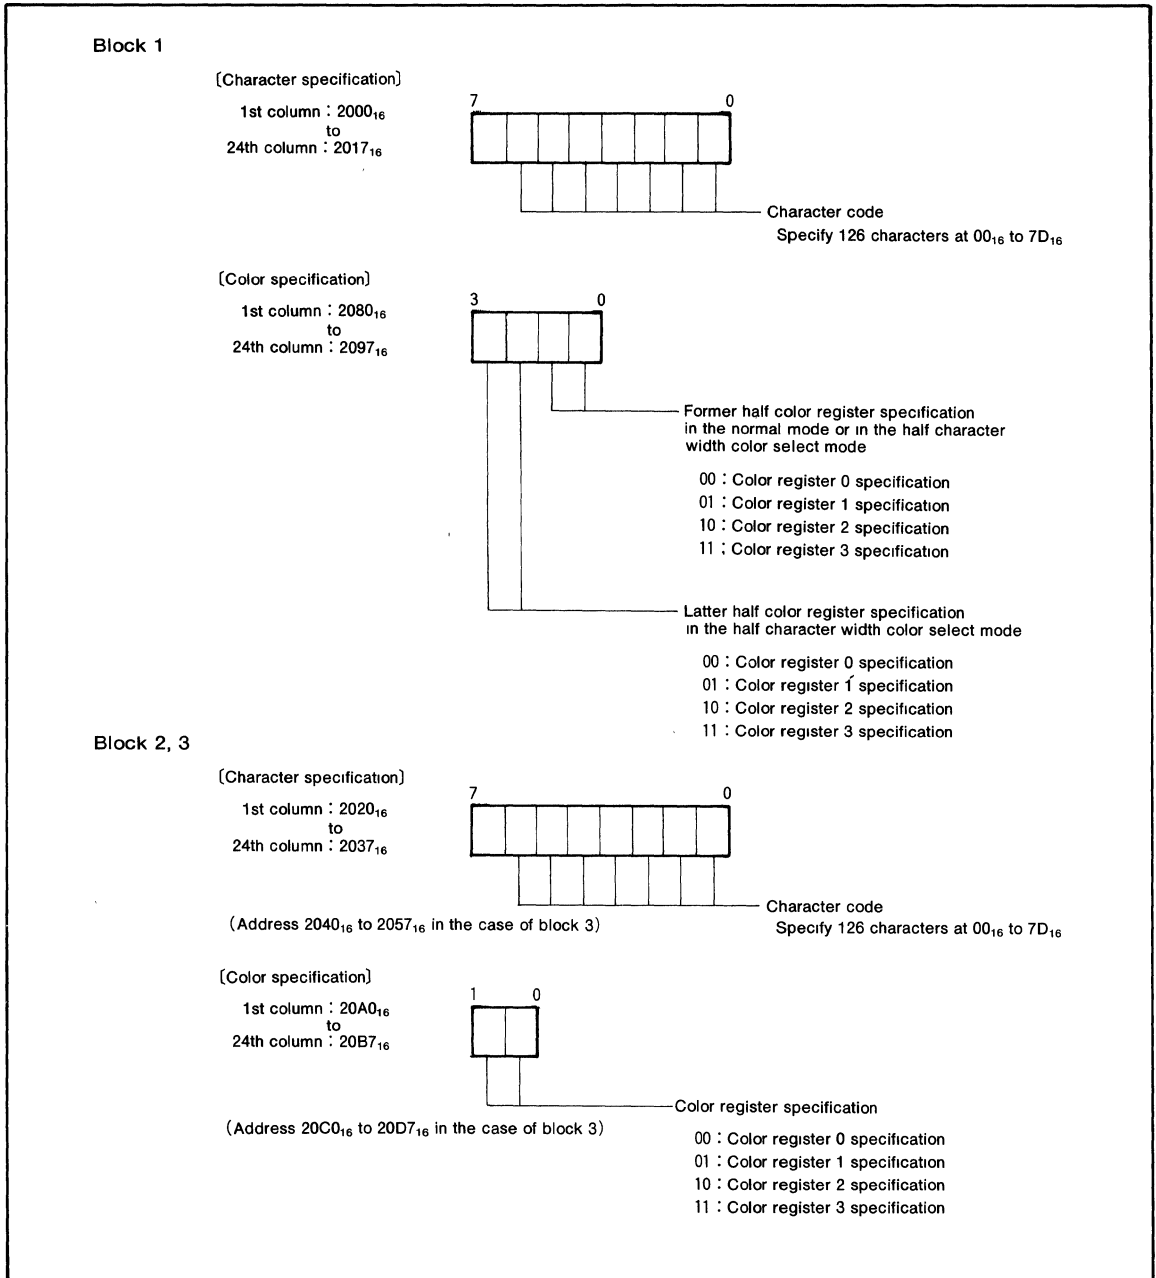 Block 1
〔Character specification〕
1st column : 2000₁₆
to
24th column : 2017₁₆
7 0
Character code
Specify 126 characters at 00₁₆ to 7D₁₆
〔Color specification〕
1st column : 2080₁₆
to
24th column : 2097₁₆
3 0
Former half color register specification
in the normal mode or in the half character
width color select mode
00 : Color register 0 specification
01 : Color register 1 specification
10 : Color register 2 specification
11 : Color register 3 specification
Latter half color register specification
in the half character width color select mode
00 : Color register 0 specification
01 : Color register 1 specification
10 : Color register 2 specification
11 : Color register 3 specification
Block 2, 3
〔Character specification〕
1st column : 2020₁₆
to
24th column : 2037₁₆
7 0
Character code
Specify 126 characters at 00₁₆ to 7D₁₆
(Address 2040₁₆ to 2057₁₆ in the case of block 3)
〔Color specification〕
1st column : 20A0₁₆
to
24th column : 20B7₁₆
1 0
Color register specification
(Address 20C0₁₆ to 20D7₁₆ in the case of block 3)
00 : Color register 0 specification
01 : Color register 1 specification
10 : Color register 2 specification
11 : Color register 3 specification